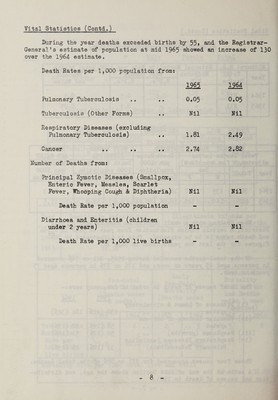 Vital Statistics (Contd.)
During the year deaths exceeded births by 55, and the Registrar-
General's estimate of population at mid 1965 showed an increase of 130
over the 1964 estimate.
Death Rates per 1,000 population from:
1965 1964
Pulmonary Tuberculosis .. .. 0.05 0.05
Tuberculosis (Other Forms) .. Nil Nil
Respiratory Diseases (excluding
Pulmonary Tuberculosis) .. 1.81 2.49
Cancer .. .. .. .. 2.74 2.82
Number of Deaths from:
Principal Zymotic Diseases (Smallpox,
Enteric Fever, Measles, Scarlet
Fever, Whooping Cough & Diphtheria) Nil Nil
Death Rate per 1,000 population - -
Diarrhoea and Enteritis (children
under 2 years) Nil Nil
Death Rate per 1,000 live births - -
- 8 -